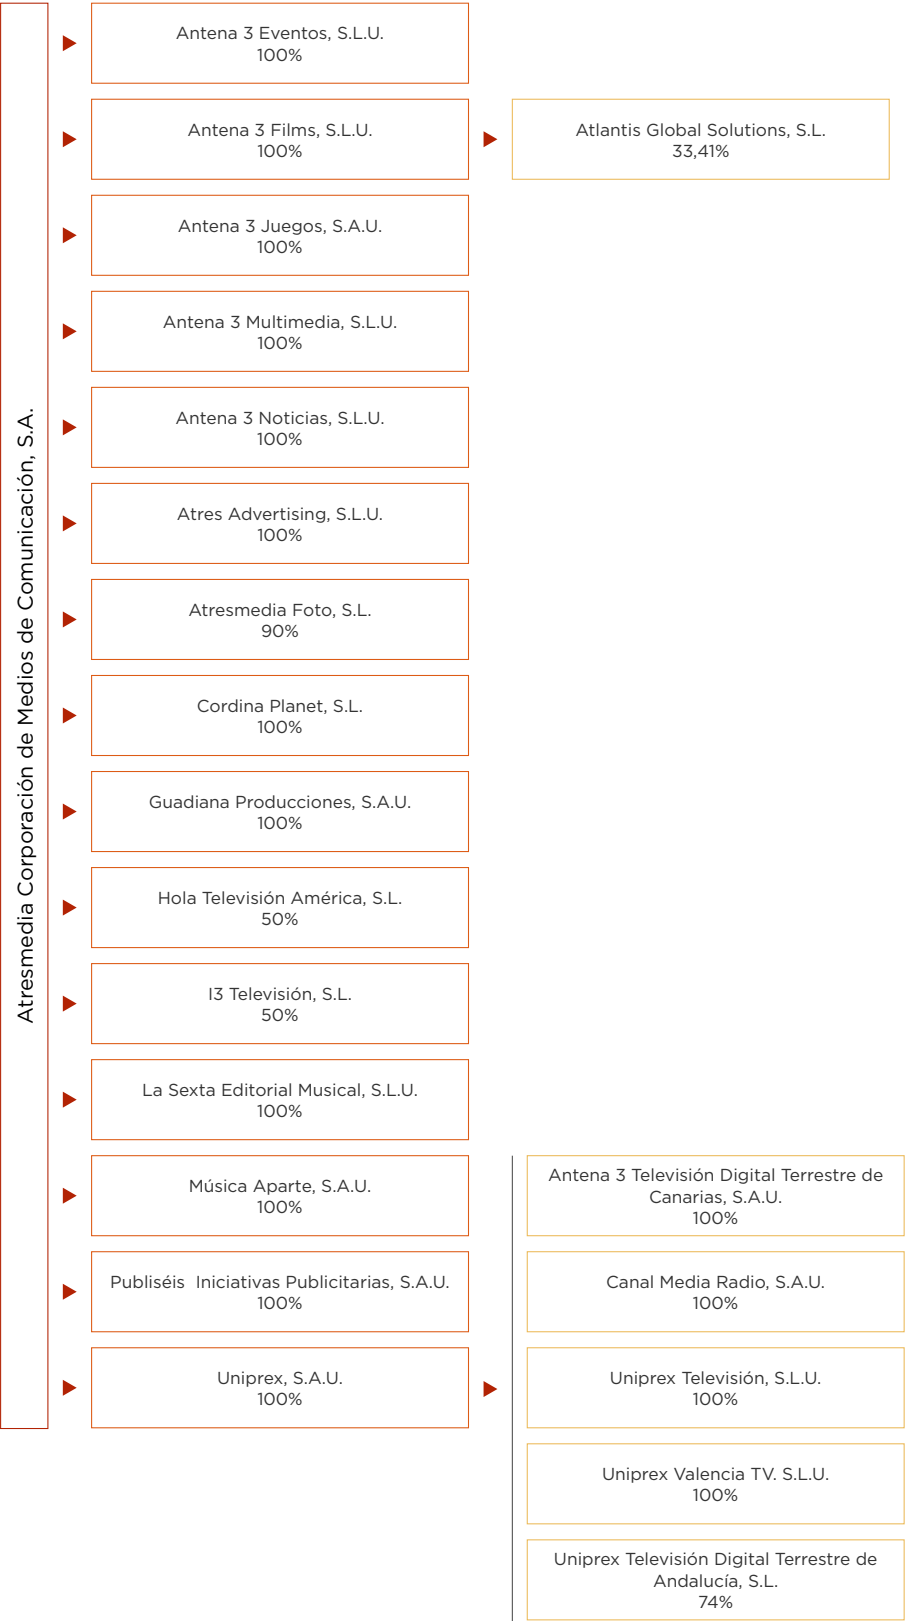 Atresmedia Corporación de Medios de Comunicación, S.A.
Antena 3 Eventos, S.L.U.
100%
Antena 3 Films, S.L.U.
100%
Atlantis Global Solutions, S.L.
33,41%
Antena 3 Juegos, S.A.U.
100%
Antena 3 Multimedia, S.L.U.
100%
Antena 3 Noticias, S.L.U.
100%
Atres Advertising, S.L.U.
100%
Atresmedia Foto, S.L.
90%
Cordina Planet, S.L.
100%
Guadiana Producciones, S.A.U.
100%
Hola Televisión América, S.L.
50%
I3 Televisión, S.L.
50%
La Sexta Editorial Musical, S.L.U.
100%
Música Aparte, S.A.U.
100%
Publiséis  Iniciativas Publicitarias, S.A.U.
100%
Uniprex, S.A.U.
100%
Antena 3 Televisión Digital Terrestre de
Canarias, S.A.U.
100%
Canal Media Radio, S.A.U.
100%
Uniprex Televisión, S.L.U.
100%
Uniprex Valencia TV. S.L.U.
100%
Uniprex Televisión Digital Terrestre de
Andalucía, S.L.
74%